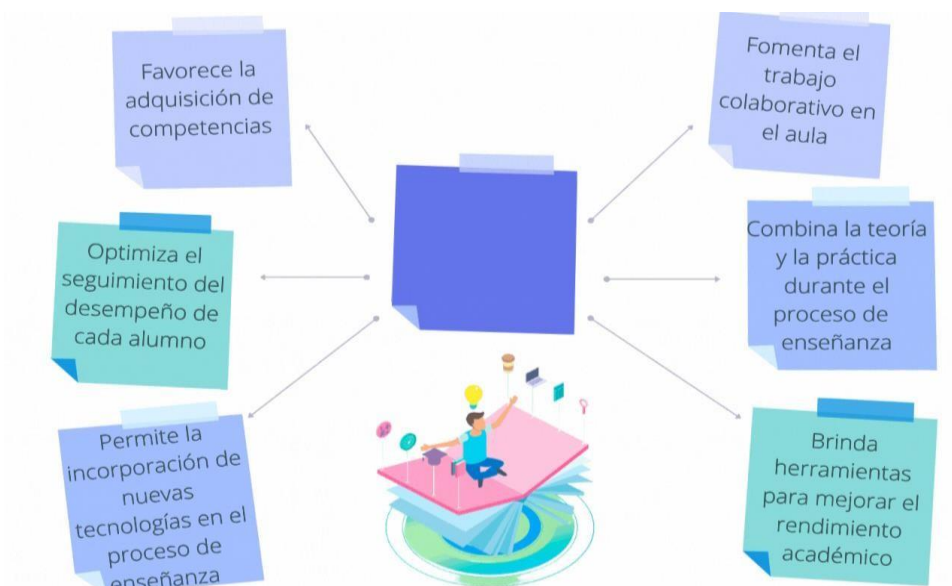 Favorece la
adquisición de
competencias
Optimiza el
seguimiento del
desempeño de
cada alumno
Permite la
incorporación de
nuevas
tecnologías en el
proceso de
enseñanza
Fomenta el
trabajo
colaborativo en
el aula
Combina la teoría
y la práctica
durante el
proceso de
enseñanza
Brinda
herramientas
para mejorar el
rendimiento
académico